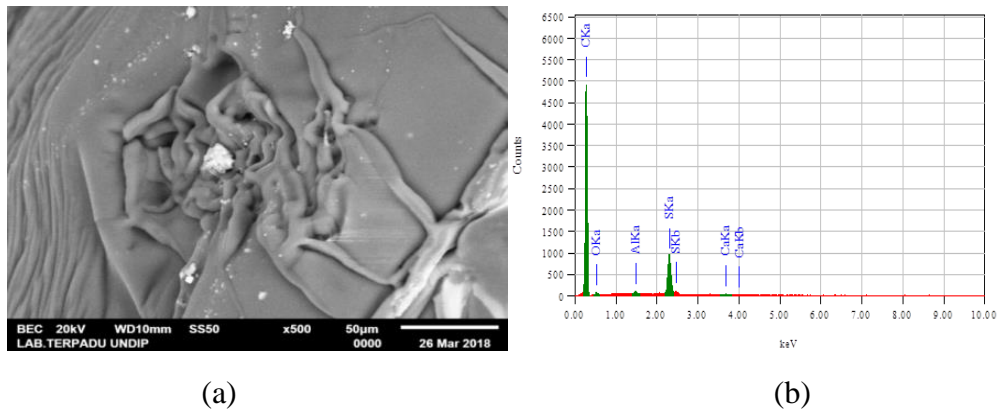 BEC 20kV WD10mm SS50 x500 50µm
LAB.TERPADU UNDIP 0000 26 Mar 2018
(a)
6500
6000
5500
5000
4500
4000
3500
3000
2500
2000
1500
1000
500
0
Counts
CKa
OKa
AlKa
SKa
SKb
CaKa
CaKb
0.00 1.00 2.00 3.00 4.00 5.00 6.00 7.00 8.00 9.00 10.00
keV
(b)